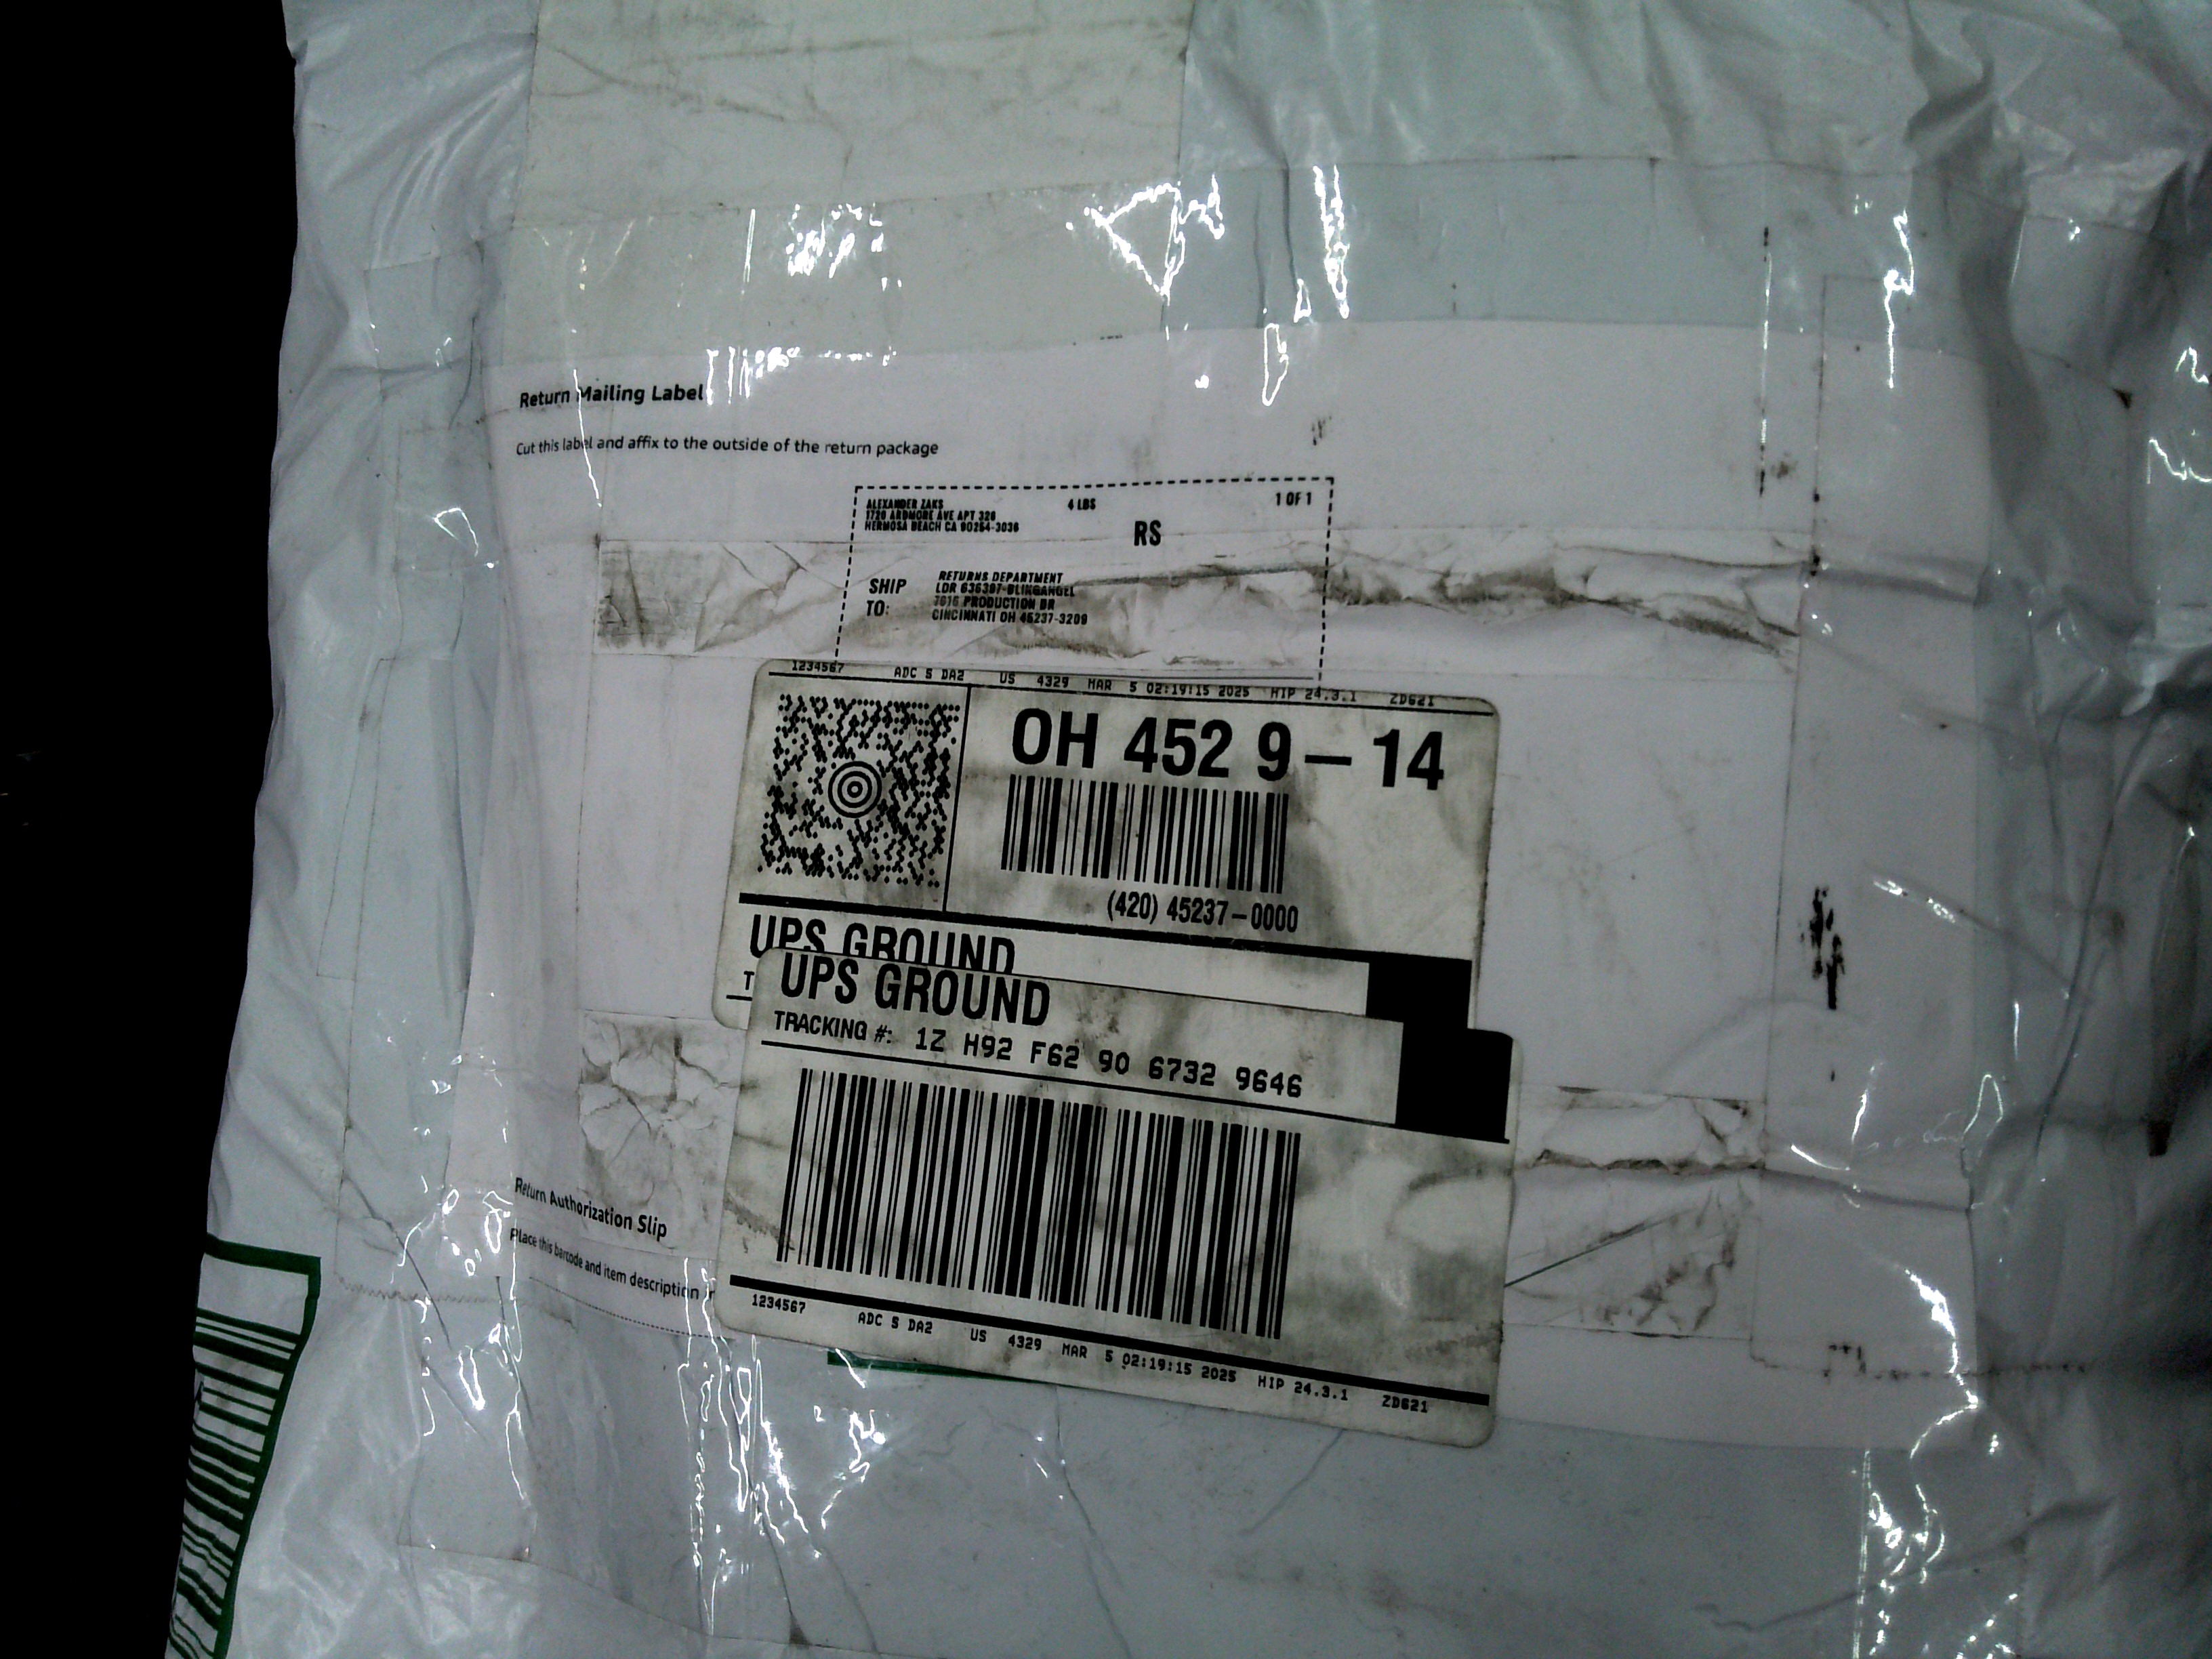 Return Mailing Label
Cut this label and affix to the outside of the return package
ALEXANDER ZAKS 4 LBS 1 OF 1
1720 ARDMORE AVE APT 326
HERMOSA BEACH CA 90254-3036
RS
SHIP TO:
RETURNS DEPARTMENT
LDR 636397-BLINGANGEL
7616 PRODUCTION DR
CINCINNATI OH 45237-3209
1234567 ADC 5 DA2 US 4329 MAR 5 02:19:15 2025 HIP 24.3.1 ZD621
OH 452 9-14
(420) 45237-0000
UPS GROUND
T
UPS GROUND
TRACKING #: 1Z H92 F62 90 6732 9646
Return Authorization Slip
Place this barcode and item description
1234567 ADC 5 DA2 US 4329 MAR 5 02:19:15 2025 HIP 24.3.1 ZD621